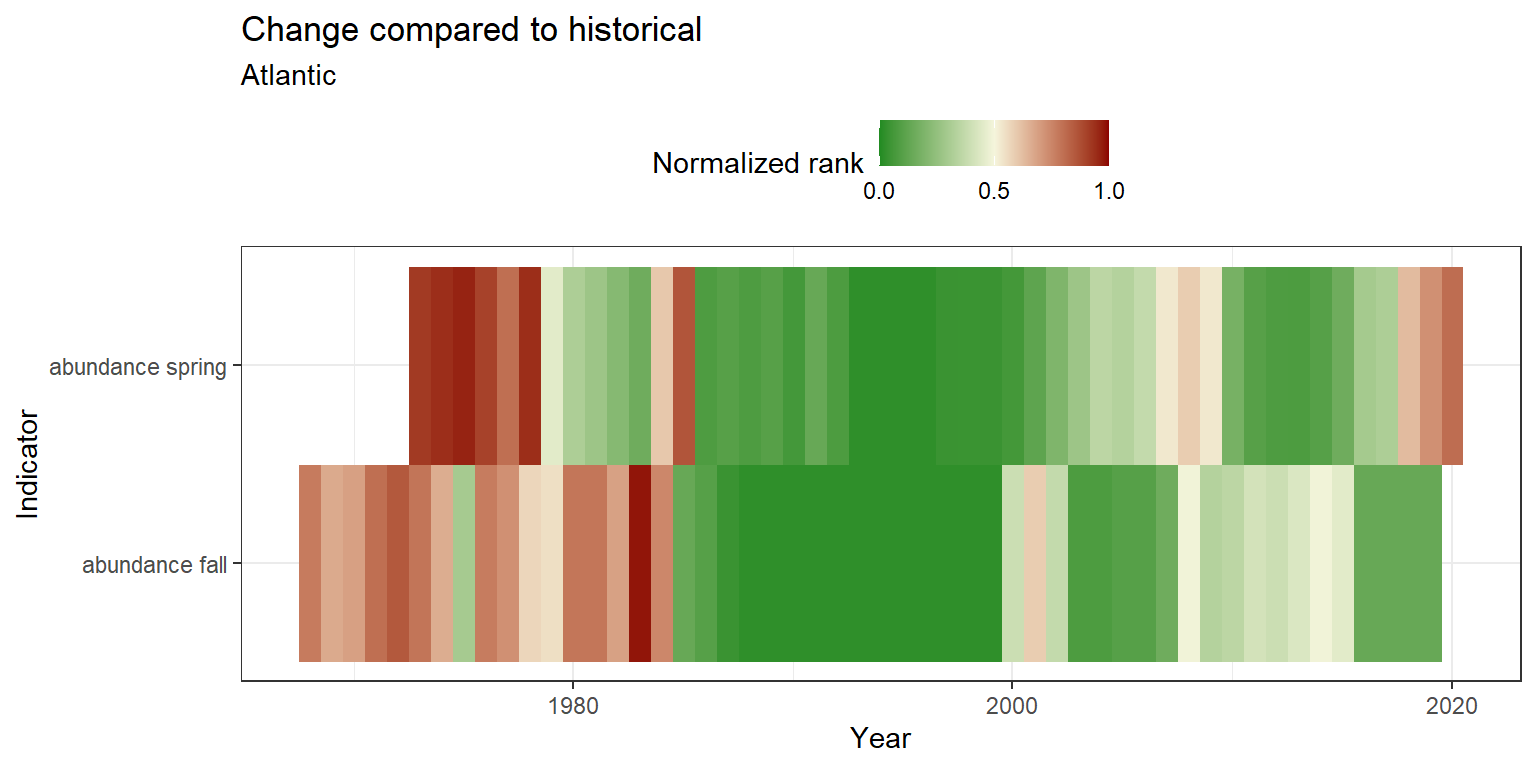 Change compared to historical
Atlantic
Normalized rank
0.0 0.5 1.0
abundance spring
abundance fall
Indicator
1980 2000 2020
Year